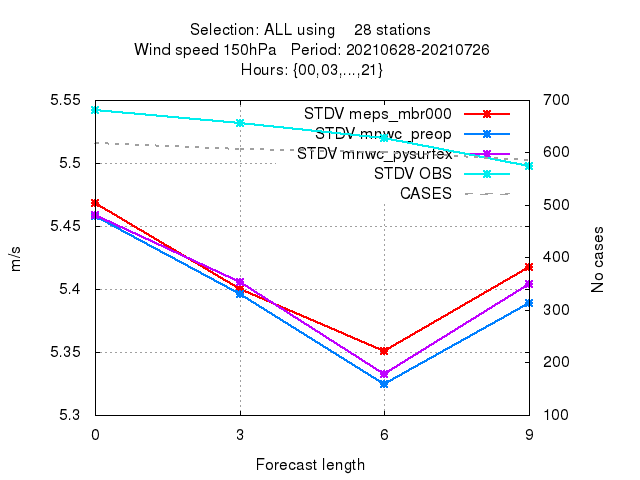 Selection: ALL using    28 stations
Wind speed 150hPa   Period: 20210628-20210726
Hours: {00,03,...,21}
5.55
5.5
5.45
5.4
5.35
5.3
700
600
500
400
300
200
100
STDV meps_mbr000
STDV mnwc_preop
STDV mnwc_pysurfex
STDV OBS
CASES
m/s
No cases
0 3 6 9
Forecast length